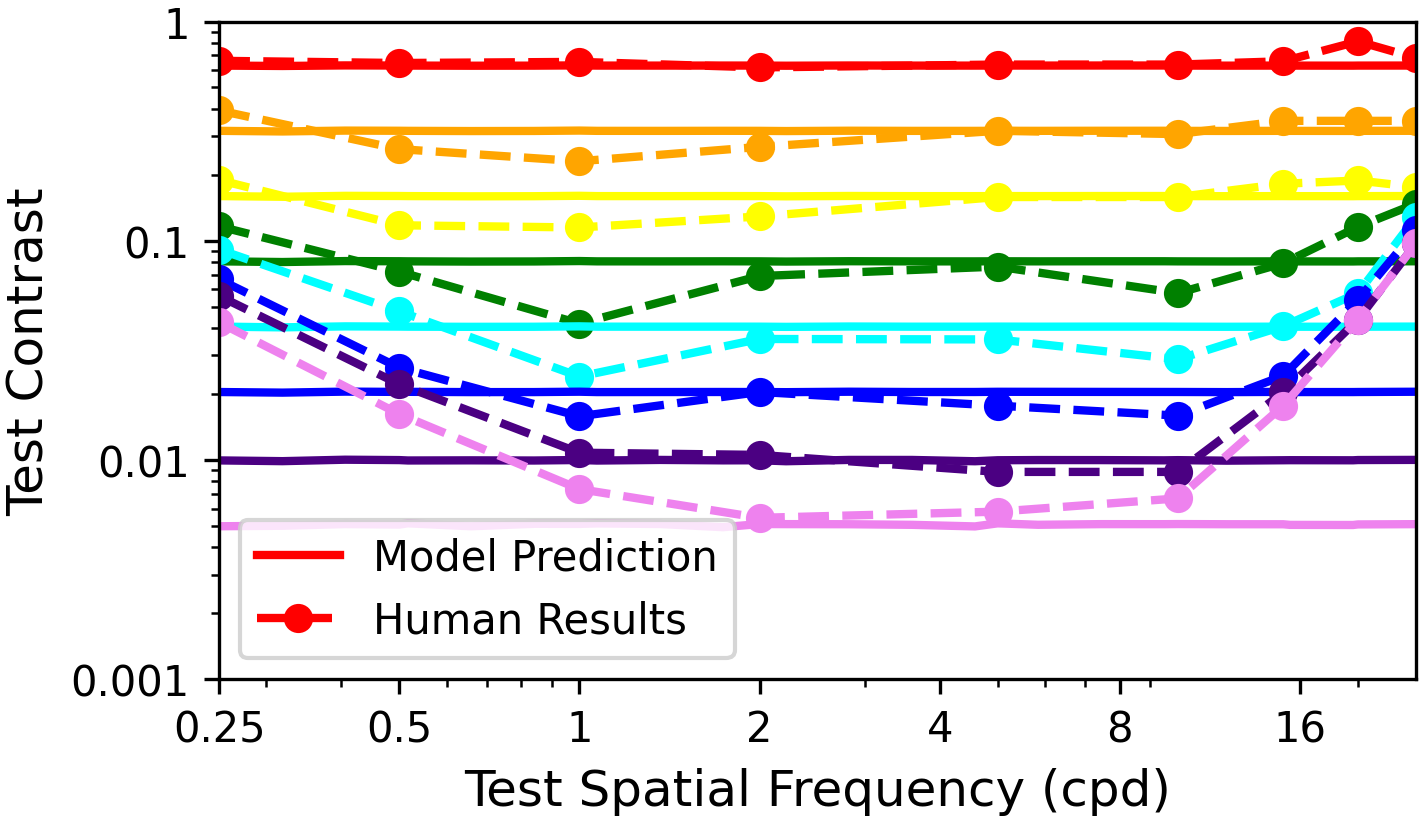 Test Contrast
1
0.1
0.01
0.001
Model Prediction
Human Results
0.25 0.5 1 2 4 8 16
Test Spatial Frequency (cpd)